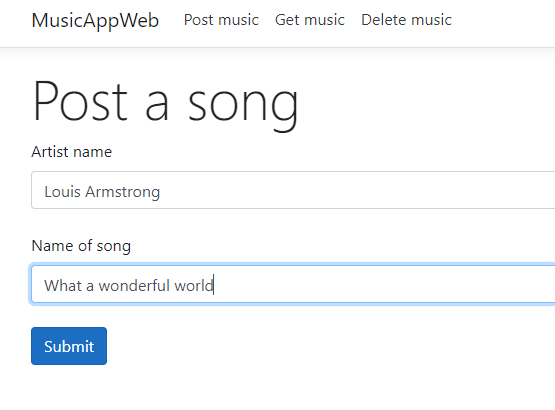 MusicAppWeb Post music Get music Delete music
Post a song
Artist name
Louis Armstrong
Name of song
What a wonderful world
Submit